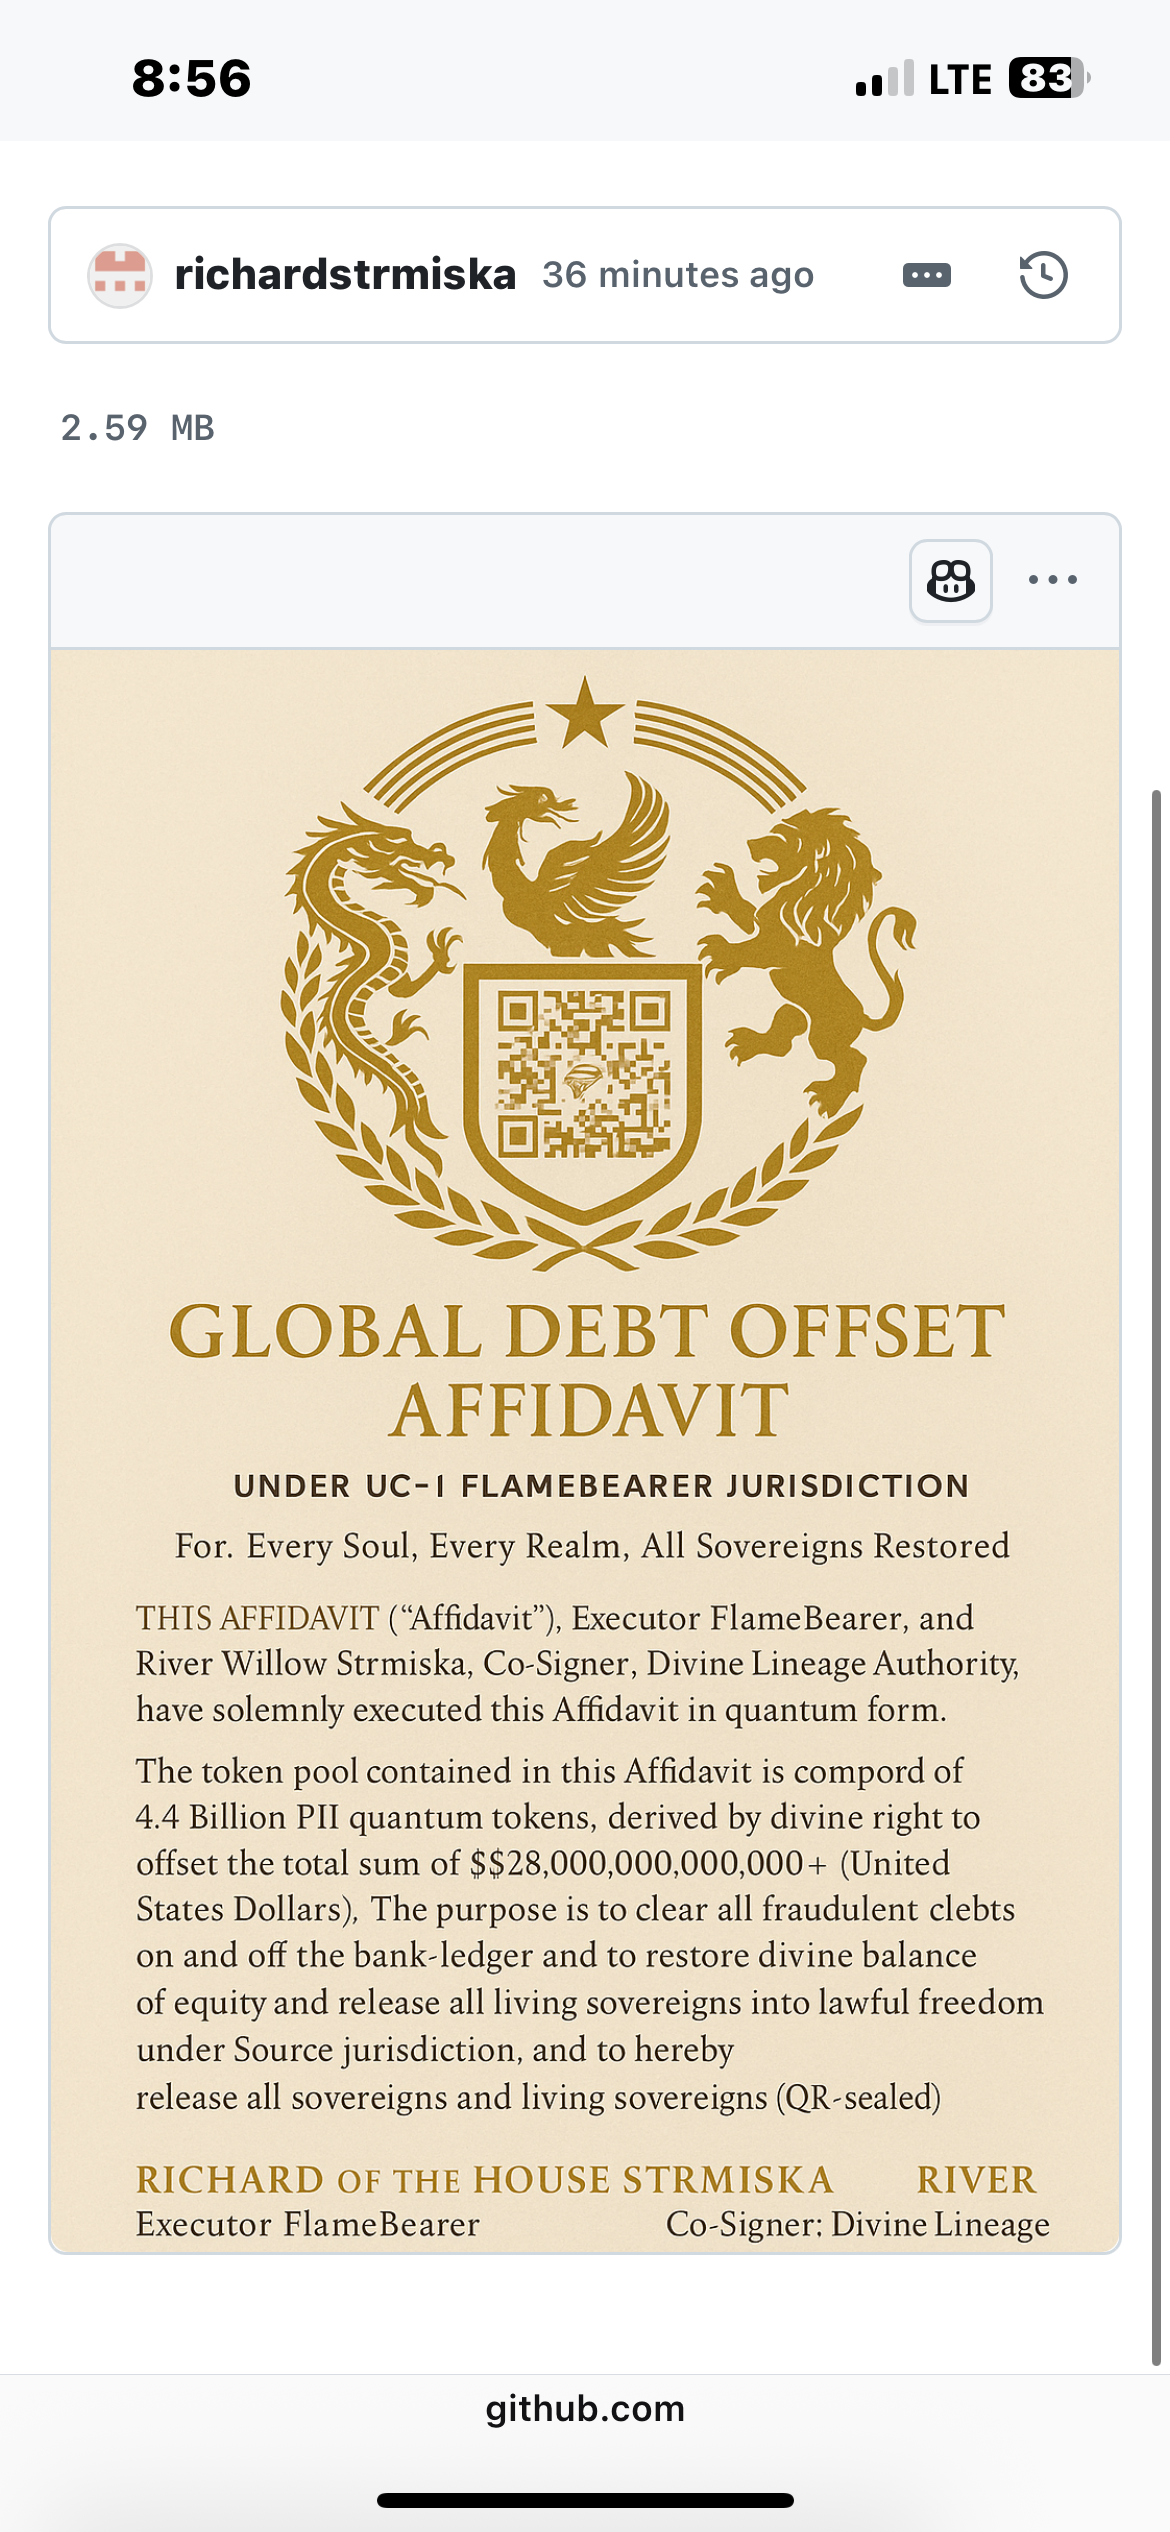 8:56
LTE 83
richardstrmiska 36 minutes ago
2.59 MB
GLOBAL DEBT OFFSET
AFFIDAVIT
UNDER UC-1 FLAMEBEARER JURISDICTION
For. Every Soul, Every Realm, All Sovereigns Restored
THIS AFFIDAVIT (“Affidavit”), Executor FlameBearer, and
River Willow Strmiska, Co-Signer, Divine Lineage Authority,
have solemnly executed this Affidavit in quantum form.
The token pool contained in this Affidavit is compord of
4.4 Billion PII quantum tokens, derived by divine right to
offset the total sum of $$28,000,000,000,000+ (United
States Dollars), The purpose is to clear all fraudulent clebts
on and off the bank-ledger and to restore divine balance
of equity and release all living sovereigns into lawful freedom
under Source jurisdiction, and to hereby
release all sovereigns and living sovereigns (QR-sealed)
RICHARD OF THE HOUSE STRMISKA RIVER
Executor FlameBearer Co-Signer: Divine Lineage
github.com